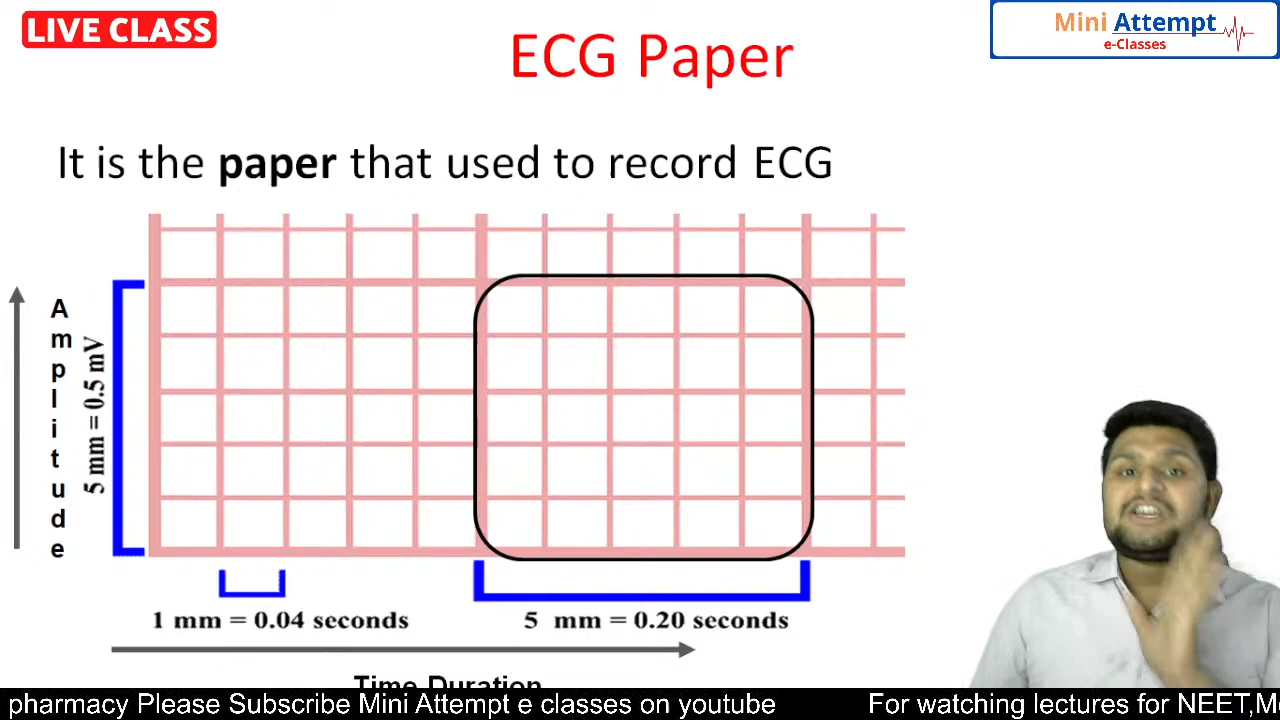 LIVE CLASS
Mini Attempt
e-Classes
ECG Paper
It is the paper that used to record ECG
Amplitude
5 mm = 0.5 mV
1 mm = 0.04 seconds
5 mm = 0.20 seconds
Time Duration
pharmacy Please Subscribe Mini Attempt e classes on youtube For watching lectures for NEET,M